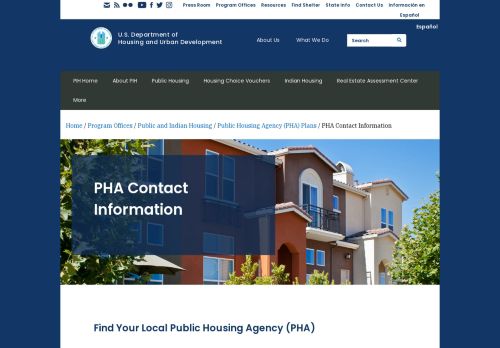 Press Room Program Offices Resources Find Shelter State Info Contact Us Información en Español
Español
U.S. Department of
Housing and Urban Development
About Us What We Do
Search
PIH Home About PIH Public Housing Housing Choice Vouchers Indian Housing Real Estate Assessment Center
More
Home / Program Offices / Public and Indian Housing / Public Housing Agency (PHA) Plans / PHA Contact Information
PHA Contact
Information
Find Your Local Public Housing Agency (PHA)